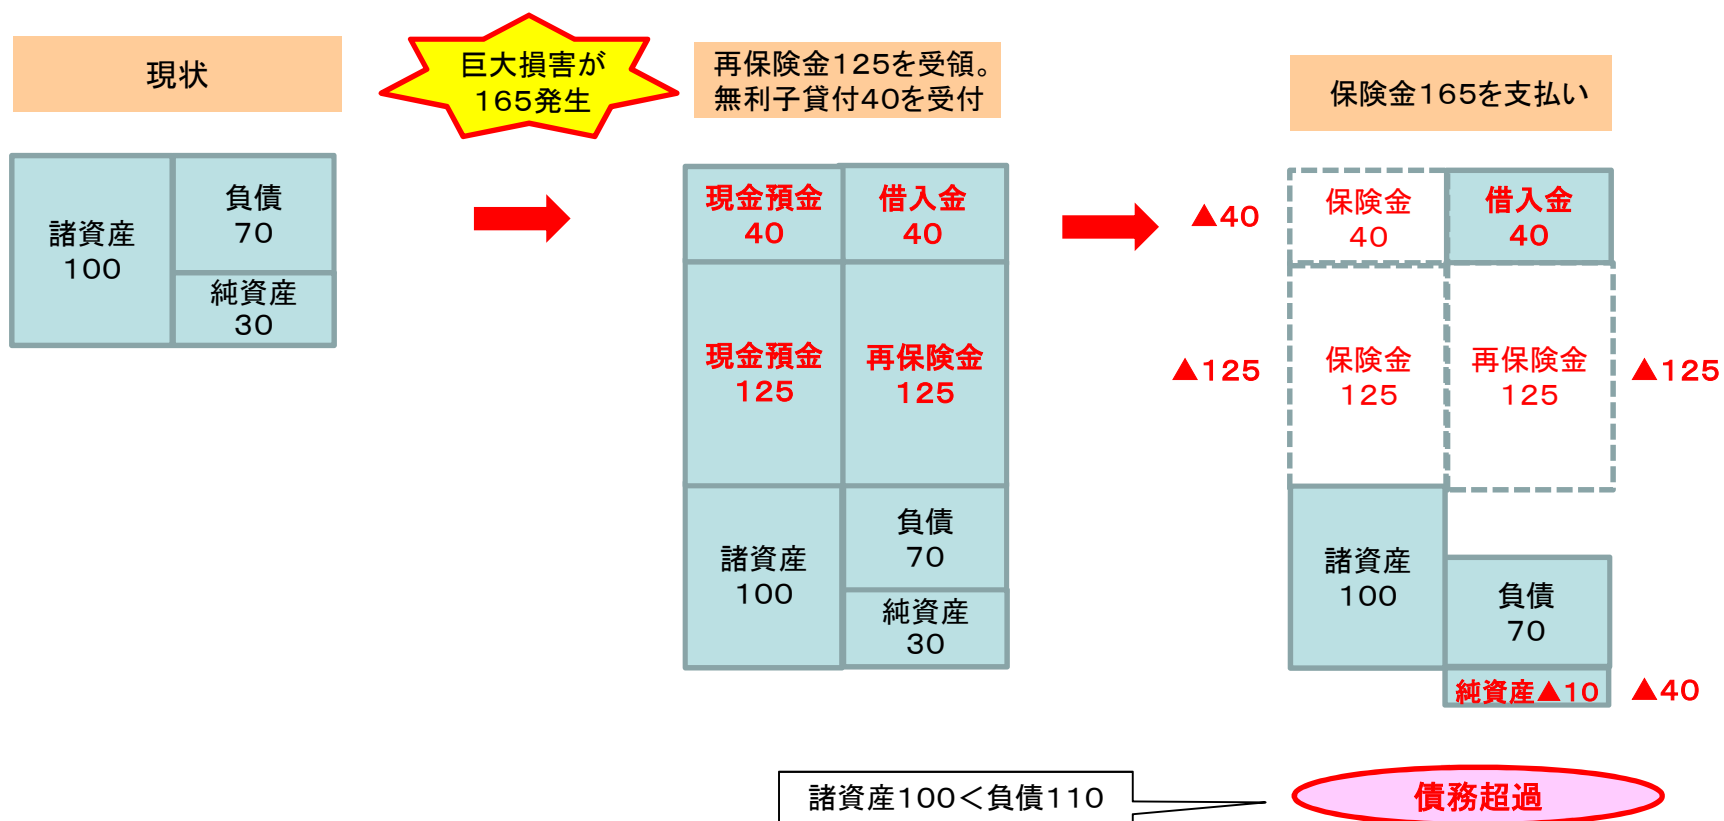 現状
巨大損害が
165発生
再保険金125を受領。
無利子貸付40を受付
保険金165を支払い
諸資産
100
負債
70
純資産
30
現金預金
40
借入金
40
現金預金
125
再保険金
125
諸資産
100
負債
70
純資産
30
▲40
保険金
40
借入金
40
▲125
保険金
125
再保険金
125
▲125
諸資産
100
負債
70
純資産▲10
▲40
諸資産100＜負債110
債務超過